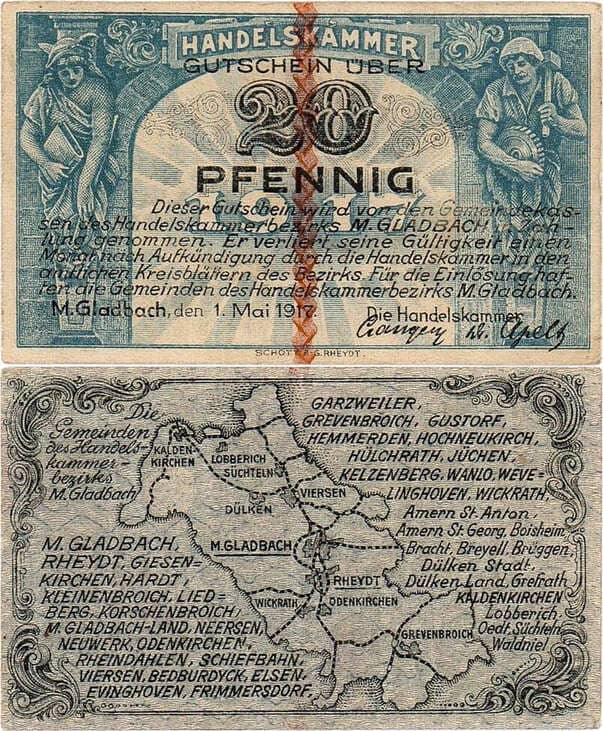 HANDELSKAMMER
GUTSCHEIN ÜBER
20
PFENNIG
1917
Dieser Gutschein wird von den Gemeindekas-
sen des Handelskammerbezirks M. GLADBACH in Zah-
lung genommen. Er verliert seine Gültigkeit einen
Monat nach Aufkündigung durch die Handelskammer in den
amtlichen Kreisblättern des Bezirks. Für die Einlösung haf-
ten die Gemeinden des Handelskammerbezirks M. Gladbach.
M. Gladbach, den 1. Mai 1917.
Die Handelskammer
SCHOTT A-G. RHEYDT.
Die
Gemeinden
des Handels-
kammer-
bezirks
M. Gladbach
KALDEN-
KIRCHEN
LOBBERICH
SÜCHTELN
DÜLKEN
VIERSEN
M. GLADBACH
RHEYDT
WICKRATH
ODENKIRCHEN
GREVENBROICH
GARZWEILER,
GREVENBROICH, GUSTORF,
HEMMERDEN, HOCHNEUKIRCH,
HÜLCHRATH, JÜCHEN,
KELZENBERG, WANLO, WEVE=
LINGHOVEN, WICKRATH,
Amern St. Anton,
Amern St. Georg, Boisheim
Bracht, Breyell, Brüggen,
Dülken Stadt,
Dülken Land, Grefrath
KALDENKIRCHEN
Lobberich
Oedt, Süchteln
Waldniel
M. GLADBACH,
RHEYDT, GIESEN-
KIRCHEN, HARDT,
KLEINENBROICH, LIED=
BERG, KORSCHENBROICH,
M. GLADBACH-LAND, NEERSEN,
NEUWERK, ODENKIRCHEN,
RHEINDAHLEN, SCHIEFBAHN,
VIERSEN, BEDBURDYCK, ELSEN,
EVINGHOVEN, FRIMMERSDORF,